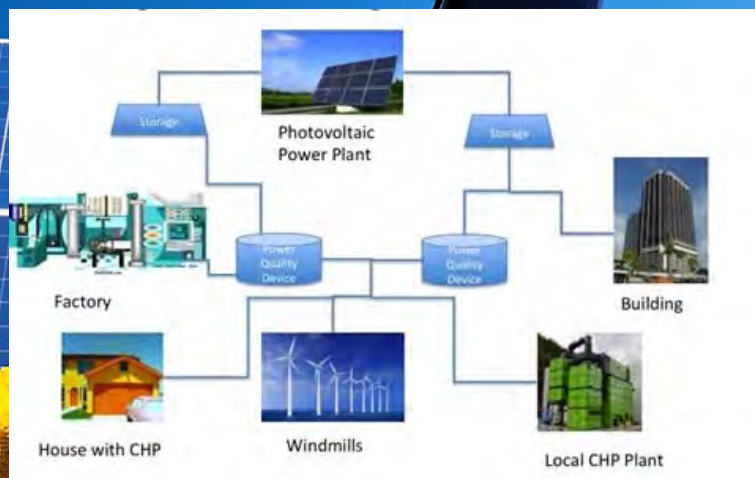 Photovoltaic
Power Plant
Storage
Storage
Power
Quality
Device
Power
Quality
Device
Factory
Building
House with CHP
Windmills
Local CHP Plant